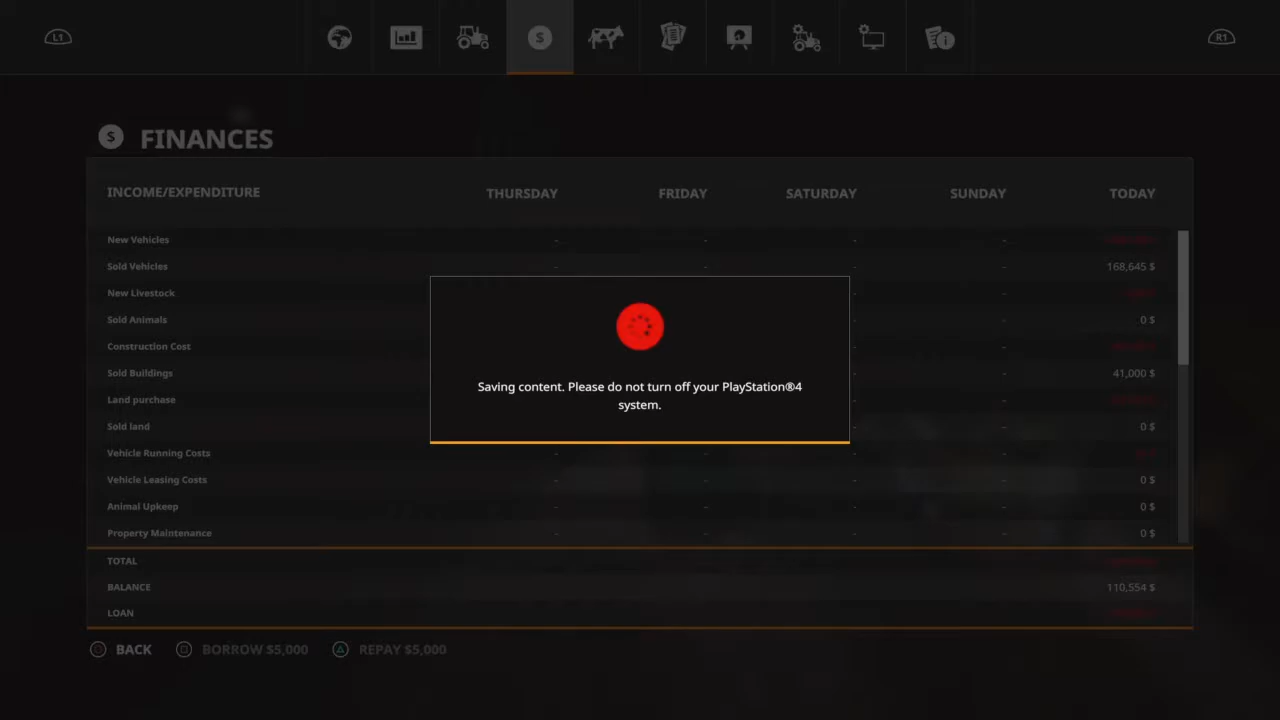 L1
R1
FINANCES
INCOME/EXPENDITURE THURSDAY FRIDAY SATURDAY SUNDAY TODAY
New Vehicles - - - -
Sold Vehicles - - - - 168,645 $
New Livestock -
Sold Animals - 0 $
Construction Cost -
Sold Buildings - 41,000 $
Land purchase -
Sold land - 0 $
Vehicle Running Costs - - - -
Vehicle Leasing Costs - - - - 0 $
Animal Upkeep - - - - 0 $
Property Maintenance - - - - 0 $
TOTAL
BALANCE 110,554 $
LOAN
Saving content. Please do not turn off your PlayStation®4
system.
BACK BORROW $5,000 REPAY $5,000